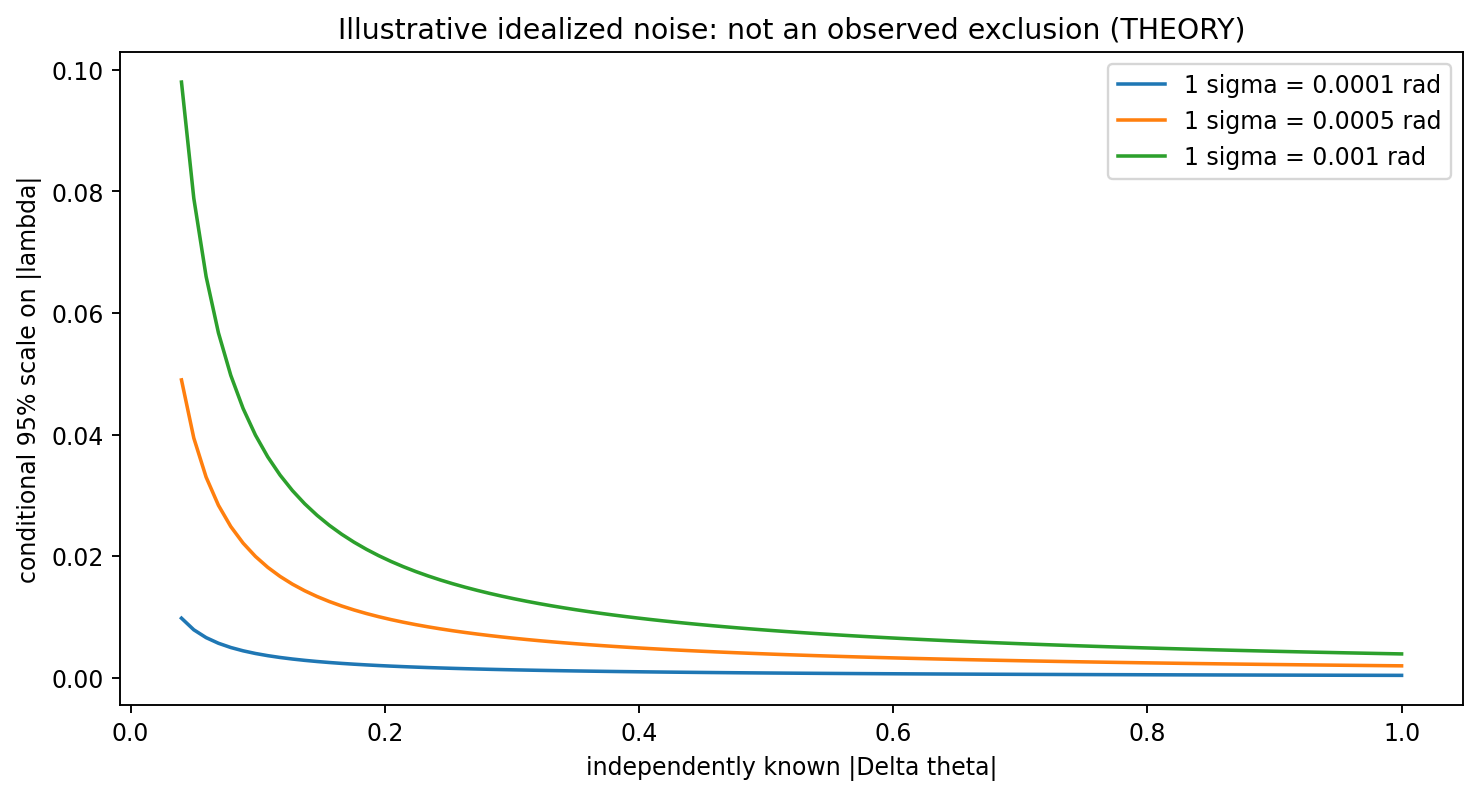 Illustrative idealized noise: not an observed exclusion (THEORY)
1 sigma = 0.0001 rad
1 sigma = 0.0005 rad
1 sigma = 0.001 rad
conditional 95% scale on |lambda|
0.10
0.08
0.06
0.04
0.02
0.00
0.0 0.2 0.4 0.6 0.8 1.0
independently known |Delta theta|